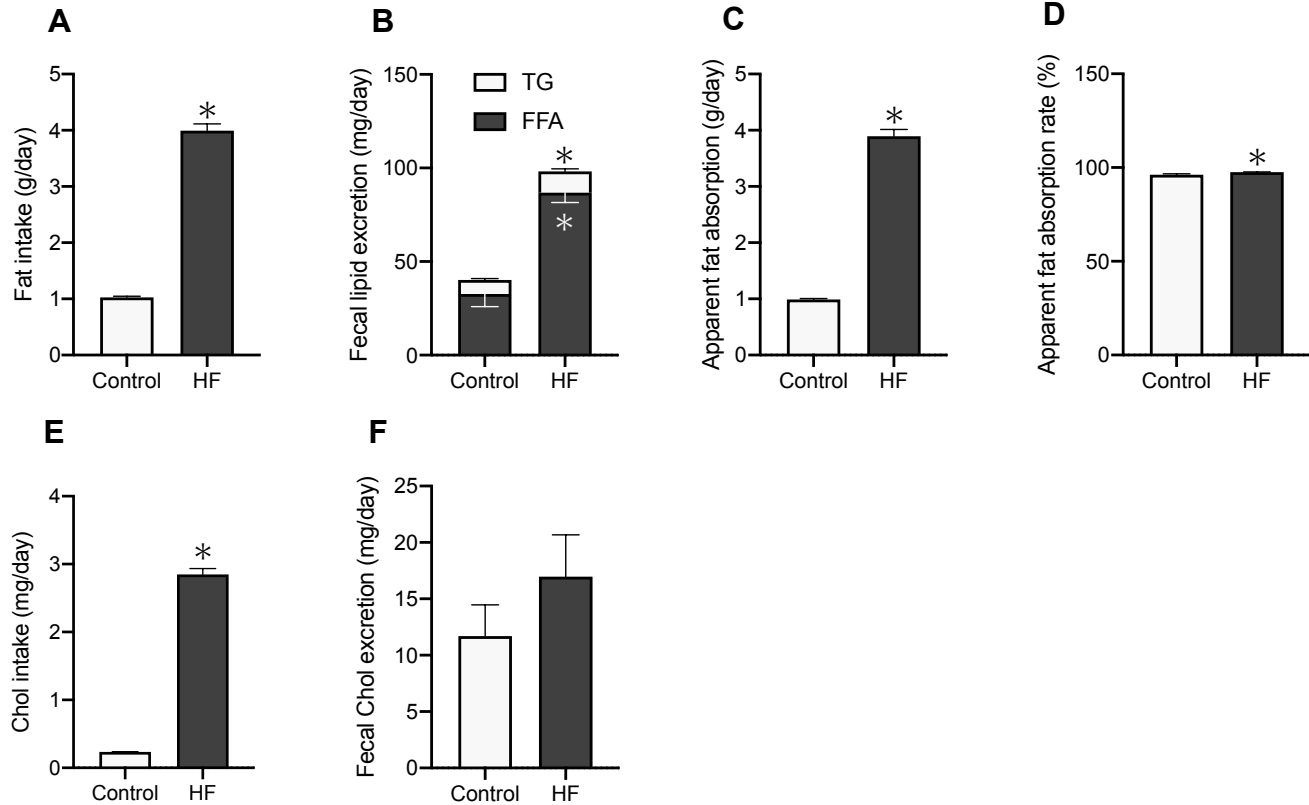 A
Fat intake (g/day)
5
4
3
2
1
0
*
Control HF
B
Fecal lipid excretion (mg/day)
150
100
50
0
TG
FFA
*
*
Control HF
C
Apparent fat absorption (g/day)
5
4
3
2
1
0
*
Control HF
D
Apparent fat absorption rate (%)
150
100
50
0
*
Control HF
E
Chol intake (mg/day)
4
3
2
1
0
*
Control HF
F
Fecal Chol excretion (mg/day)
25
20
15
10
5
0
Control HF